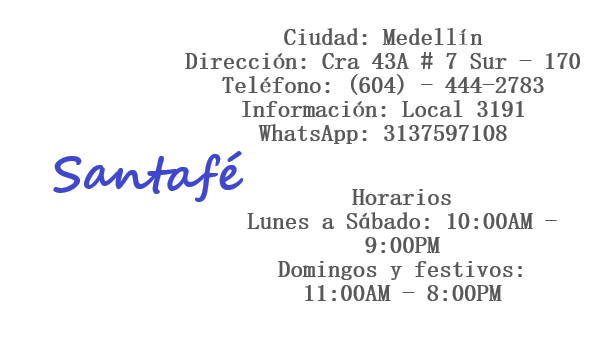 Ciudad: Medellín
Dirección: Cra 43A # 7 Sur - 170
Teléfono: (604) - 444-2783
Información: Local 3191
WhatsApp: 3137597108
Santafé
Horarios
Lunes a Sábado: 10:00AM -
9:00PM
Domingos y festivos:
11:00AM - 8:00PM